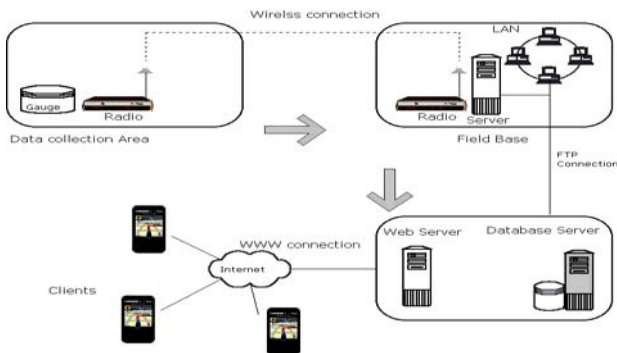 Wirelss connection
LAN
Gauge
Radio
Radio
Server
Data collection Area
Field Base
FTP
Connection
Web Server
Database Server
WWW connection
Internet
Clients